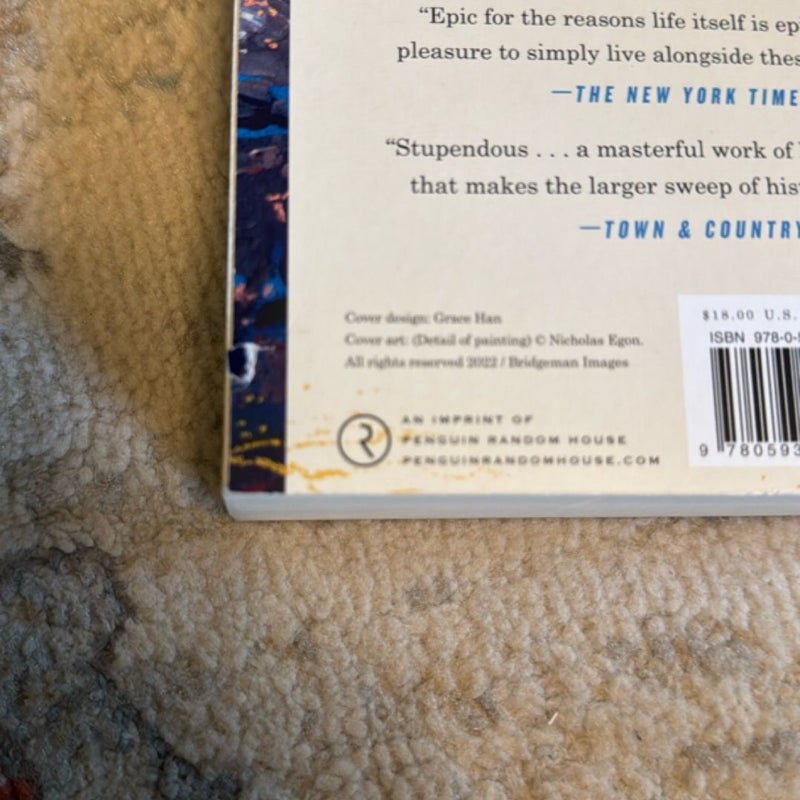 “Epic for the reasons life itself is ep
pleasure to simply live alongside thes
—THE NEW YORK TIME
“Stupendous . . . a masterful work of
that makes the larger sweep of his
—TOWN & COUNTRY
Cover design: Grace Han
Cover art: (Detail of painting) © Nicholas Egon.
All rights reserved 2022 / Bridgeman Images
$18.00 U.S.
ISBN 978-0-
9 780593
AN IMPRINT OF
PENGUIN RANDOM HOUSE
PENGUINRANDOMHOUSE.COM